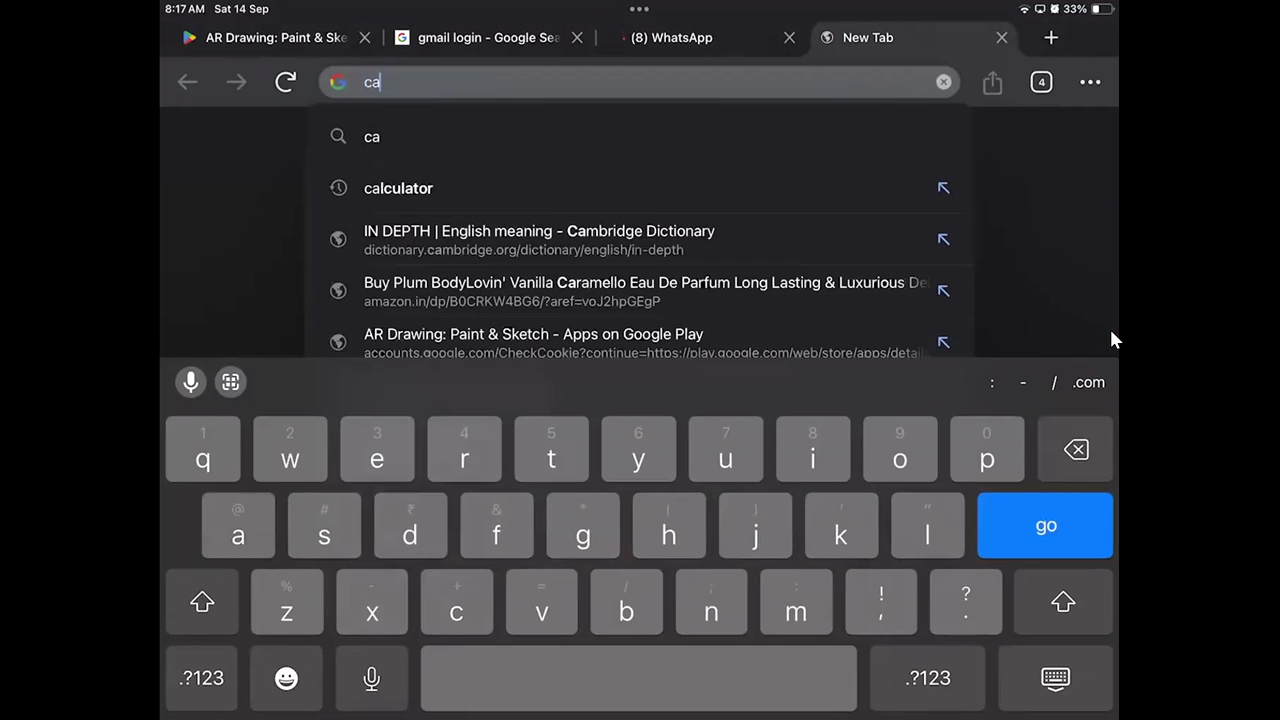 8:17 AM Sat 14 Sep
33%
AR Drawing: Paint & Ske
gmail login - Google Sea
(8) WhatsApp
New Tab
ca
4
ca
calculator
IN DEPTH | English meaning - Cambridge Dictionary
dictionary.cambridge.org/dictionary/english/in-depth
Buy Plum BodyLovin' Vanilla Caramello Eau De Parfum Long Lasting & Luxurious De
amazon.in/dp/B0CRKW4BG6/?aref=voJ2hpGEgP
AR Drawing: Paint & Sketch - Apps on Google Play
accounts.google.com/CheckCookie?continue=https://play.google.com/web/store/apps/detail
: - / .com
1 2 3 4 5 6 7 8 9 0
q w e r t y u i o p
@ # ₹ & * ( ) ' "
a s d f g h j k l go
% - + = / ; : ! ?
z x c v b n m , .
.?123 .?123